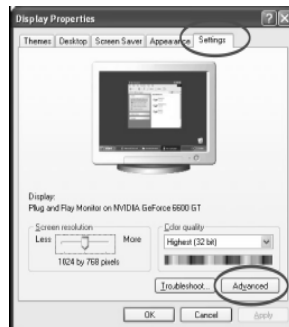 Display Properties
Themes Desktop Screen Saver Appearance Settings
Display:
Plug and Play Monitor on NVIDIA GeForce 6600 GT
Screen resolution
Less More
1024 by 768 pixels
Color quality
Highest (32 bit)
Troubleshoot... Advanced
OK Cancel Apply